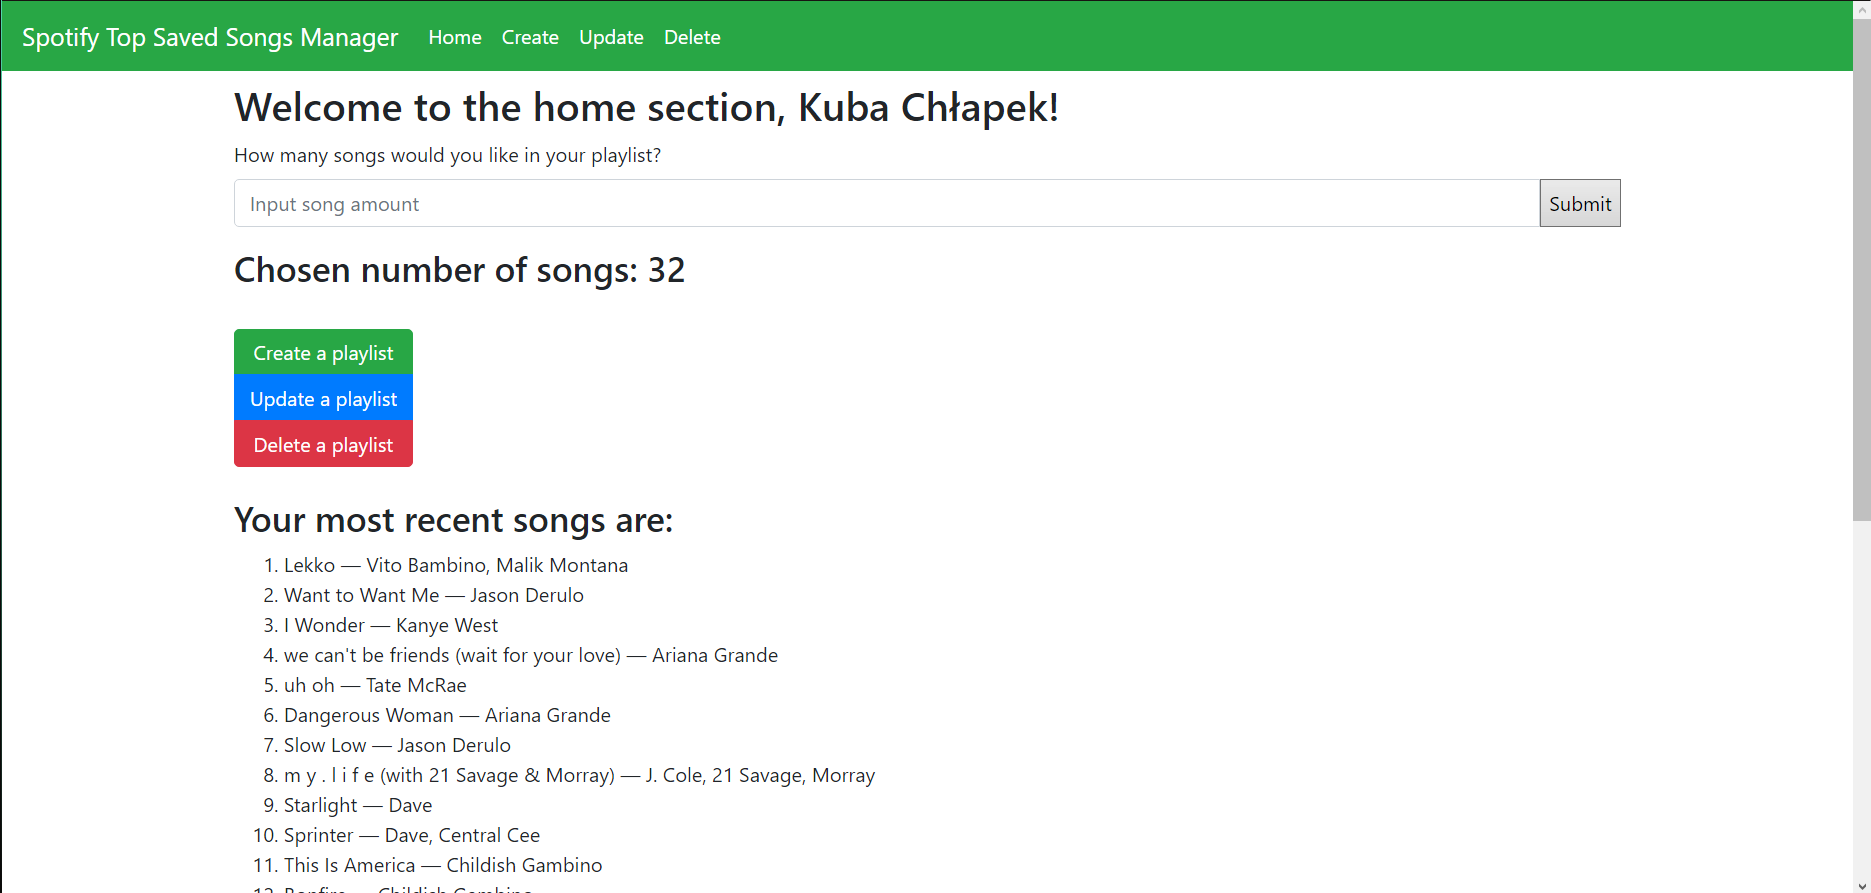 Spotify Top Saved Songs Manager Home Create Update Delete
Welcome to the home section, Kuba Chłapek!
How many songs would you like in your playlist?
Input song amount Submit
Chosen number of songs: 32
Create a playlist
Update a playlist
Delete a playlist
Your most recent songs are:
1. Lekko — Vito Bambino, Malik Montana
2. Want to Want Me — Jason Derulo
3. I Wonder — Kanye West
4. we can't be friends (wait for your love) — Ariana Grande
5. uh oh — Tate McRae
6. Dangerous Woman — Ariana Grande
7. Slow Low — Jason Derulo
8. m y . l i f e (with 21 Savage & Morray) — J. Cole, 21 Savage, Morray
9. Starlight — Dave
10. Sprinter — Dave, Central Cee
11. This Is America — Childish Gambino
12. Bonfire — Childish Gambino